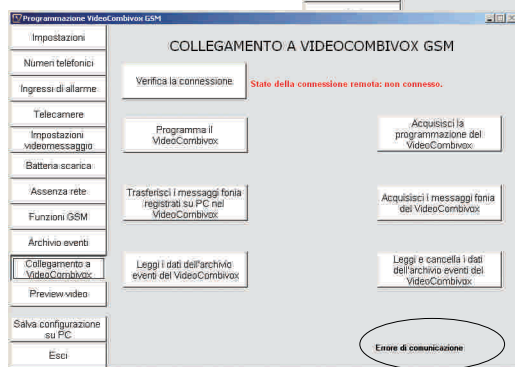 Programmazione VideoCombivox GSM
Impostazioni
Numeri telefonici
Ingressi di allarme
Telecamere
Impostazioni
videomessaggio
Batteria scarica
Assenza rete
Funzioni GSM
Archivio eventi
Collegamento a
VideoCombivox
Preview video
Salva configurazione
su PC
Esci
COLLEGAMENTO A VIDEOCOMBIVOX GSM
Verifica la connessione
Stato della connessione remota: non connesso.
Programma il
VideoCombivox
Acquisisci la
programmazione del
VideoCombivox
Trasferisci i messaggi fonia
registrati su PC nel
VideoCombivox
Acquisisci i messaggi fonia
del VideoCombivox
Leggi i dati dell'archivio
eventi del VideoCombivox
Leggi e cancella i dati
dell'archivio eventi del
VideoCombivox
Errore di comunicazione